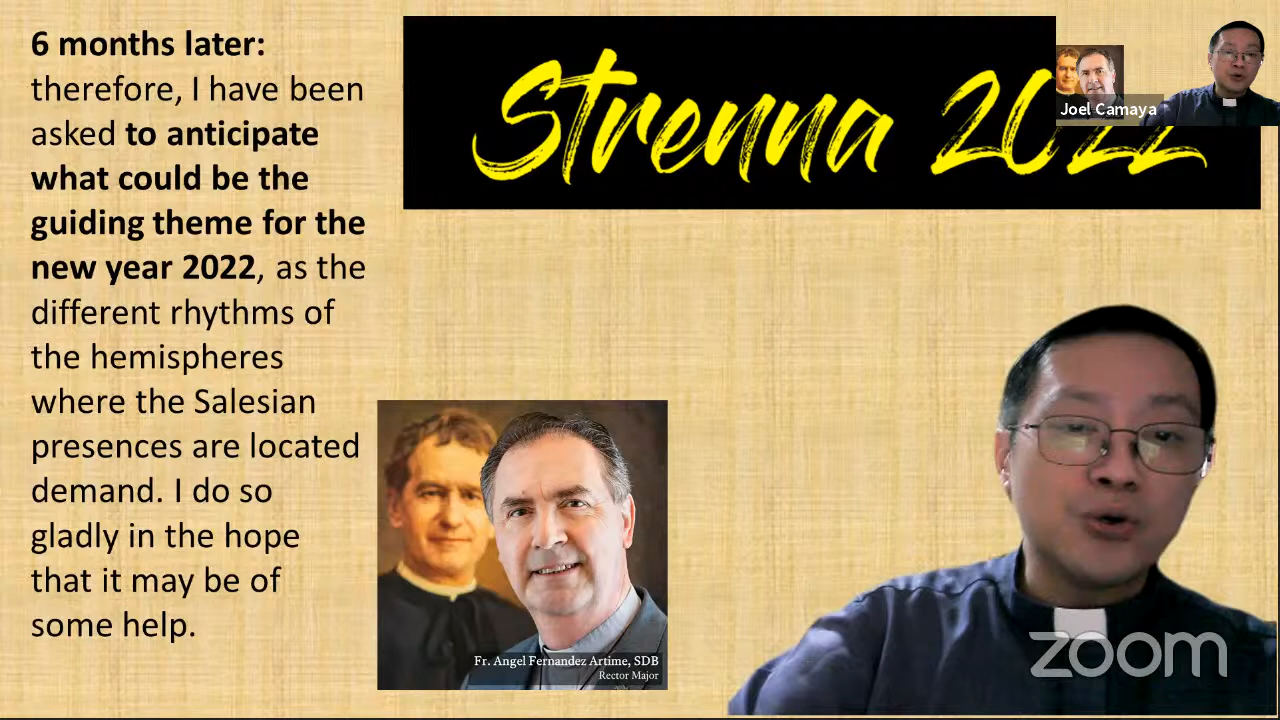 6 months later:
therefore, I have been
asked to anticipate
what could be the
guiding theme for the
new year 2022, as the
different rhythms of
the hemispheres
where the Salesian
presences are located
demand. I do so
gladly in the hope
that it may be of
some help.
Strenna 2022
Joel Camaya
Fr. Angel Fernandez Artime, SDB
Rector Major
zoom